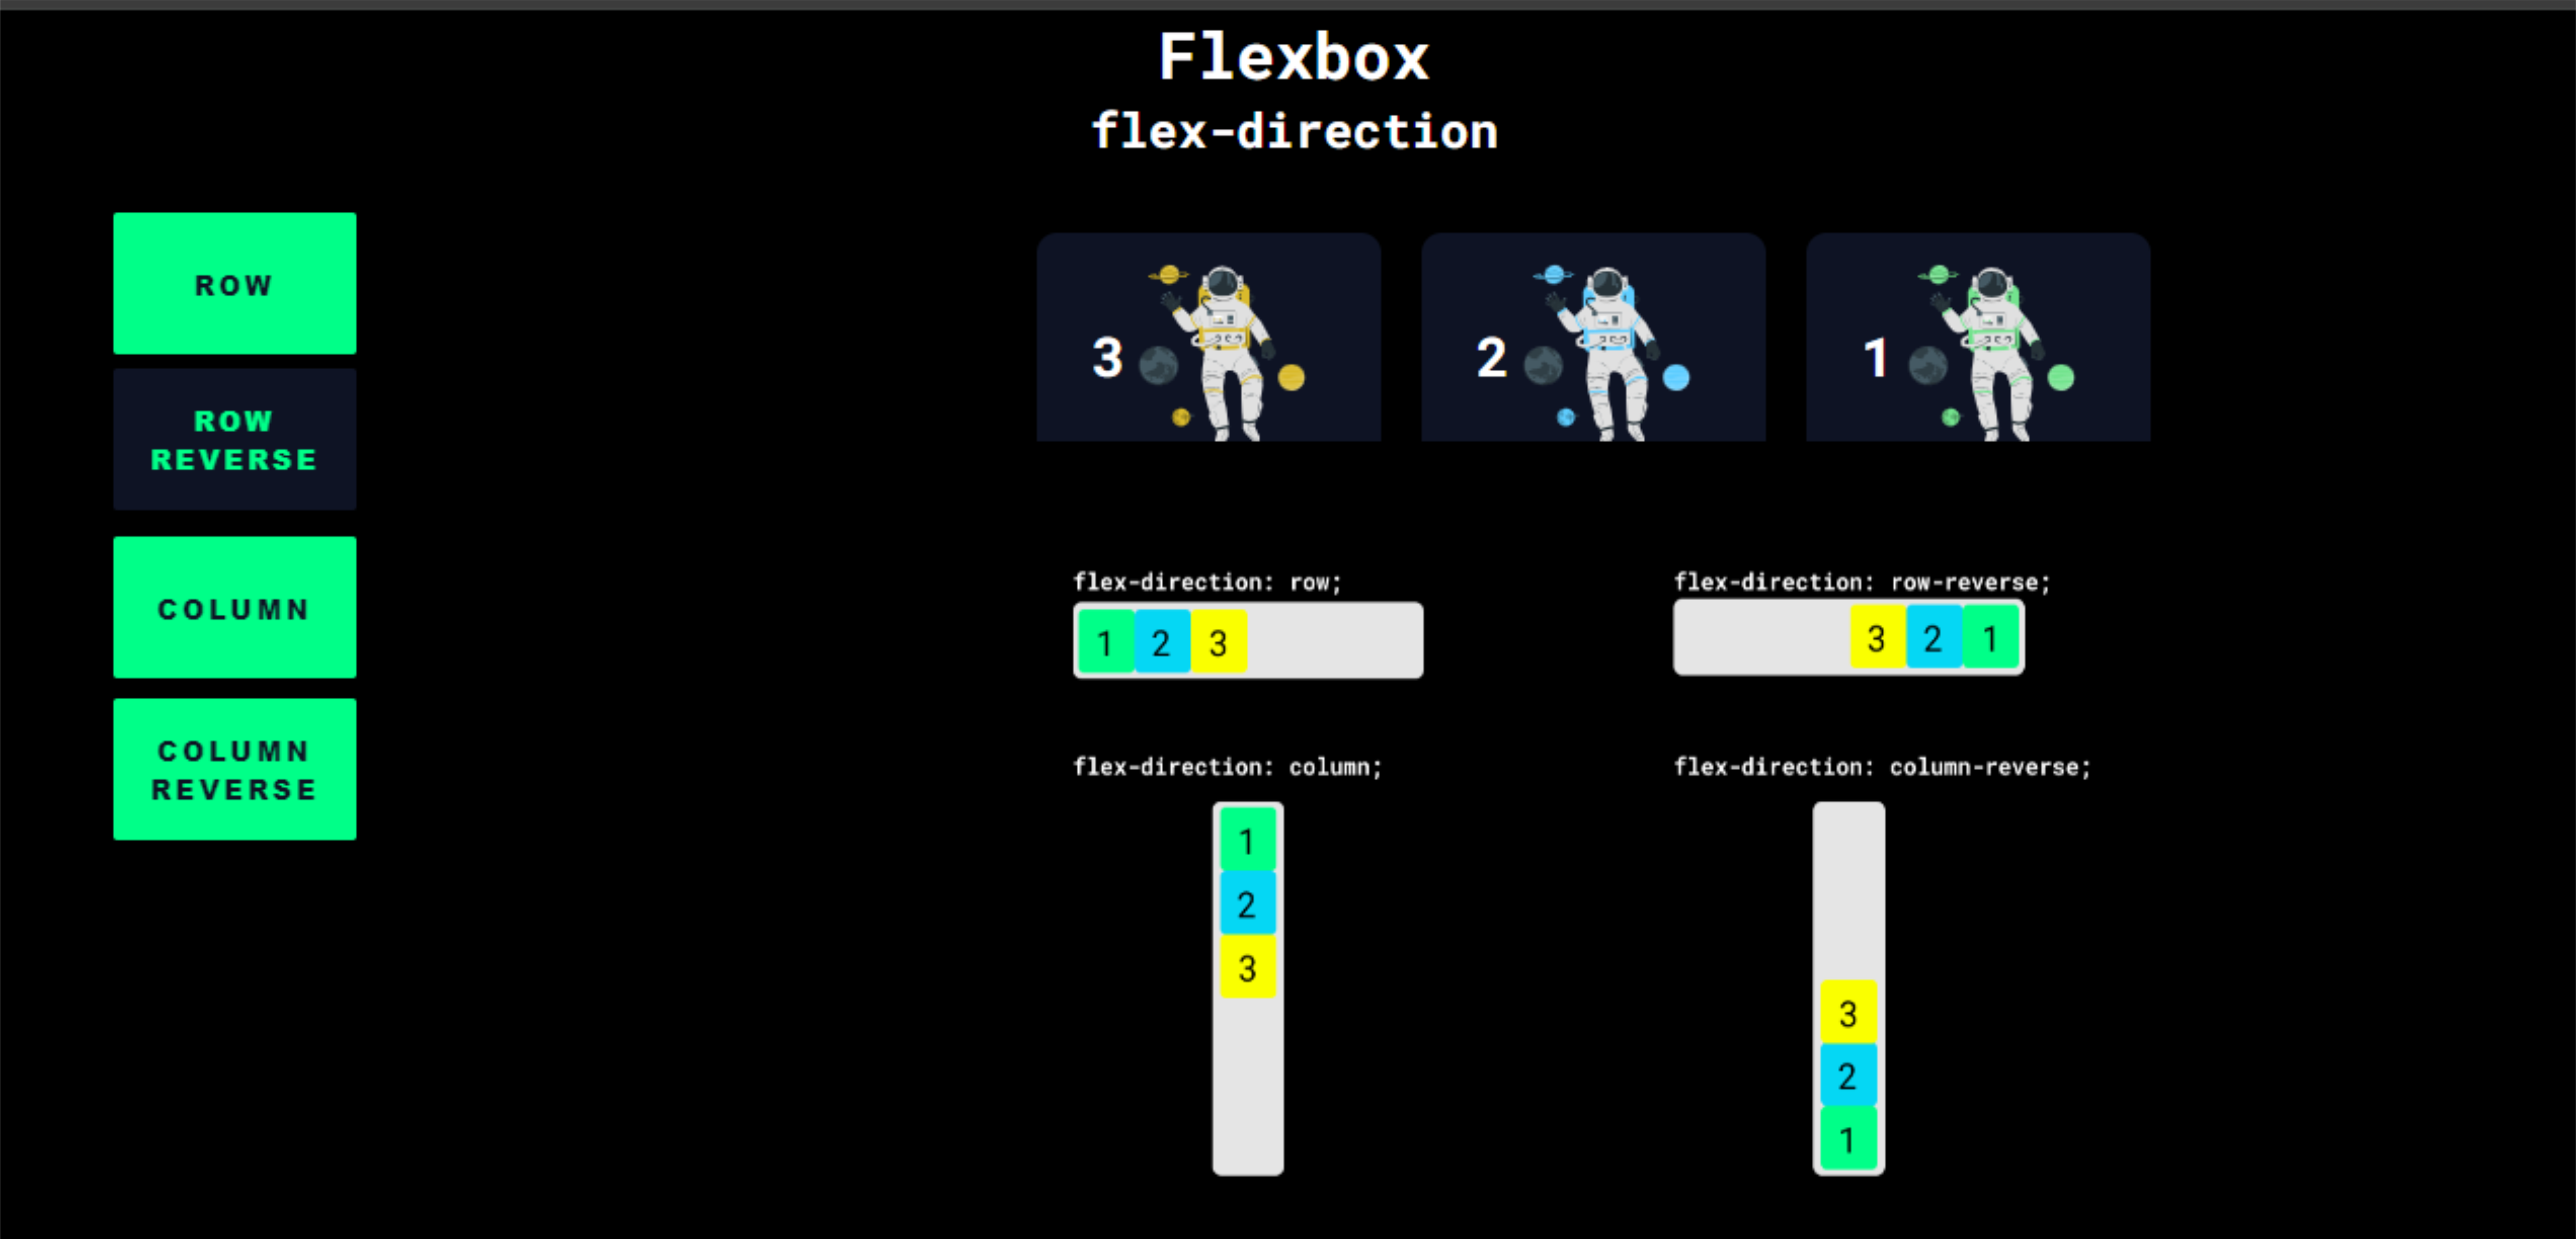 Flexbox
flex-direction
ROW
ROW
REVERSE
COLUMN
COLUMN
REVERSE
3 2 1
flex-direction: row;
1 2 3
flex-direction: row-reverse;
3 2 1
flex-direction: column;
1
2
3
flex-direction: column-reverse;
3
2
1